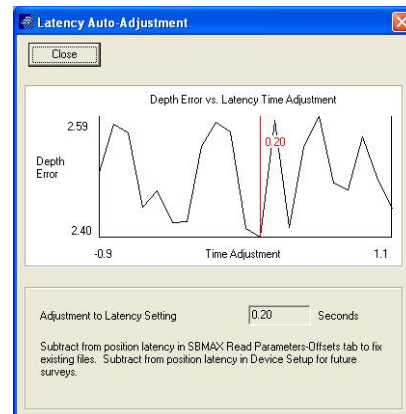 Latency Auto-Adjustment
Close
Depth Error vs. Latency Time Adjustment
2.59
0.20
Depth
Error
2.40
-0.9
Time Adjustment
1.1
Adjustment to Latency Setting
0.20
Seconds
Subtract from position latency in SBMAX Read Parameters-Offsets tab to fix
existing files. Subtract from position latency in Device Setup for future
surveys.